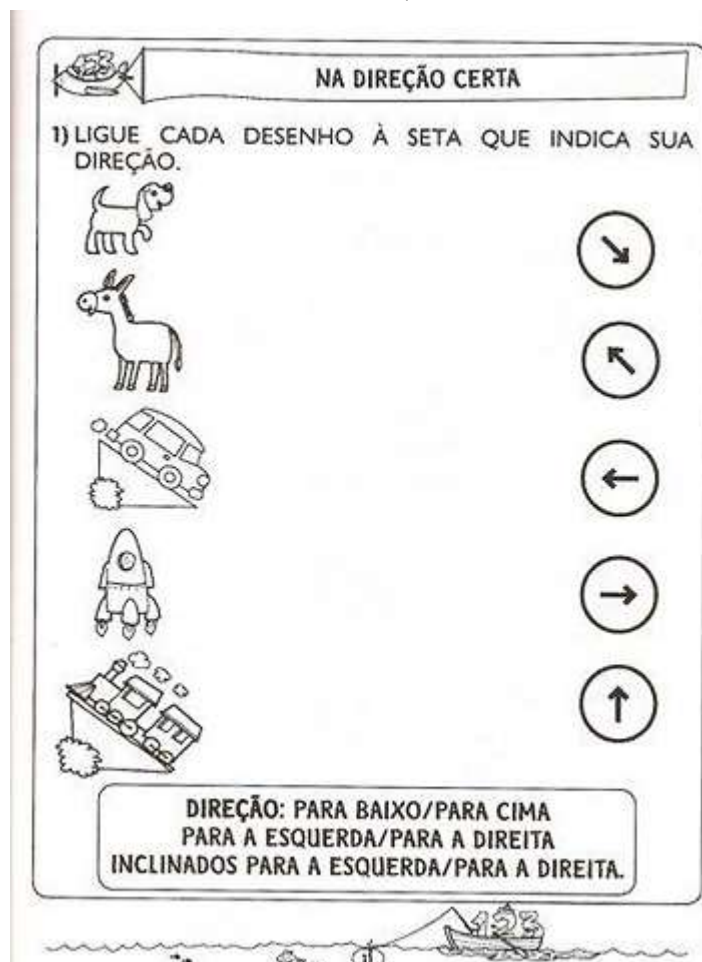 NA DIREÇÃO CERTA
1) LIGUE CADA DESENHO À SETA QUE INDICA SUA
DIREÇÃO.
DIREÇÃO: PARA BAIXO/PARA CIMA
PARA A ESQUERDA/PARA A DIREITA
INCLINADOS PARA A ESQUERDA/PARA A DIREITA.
123